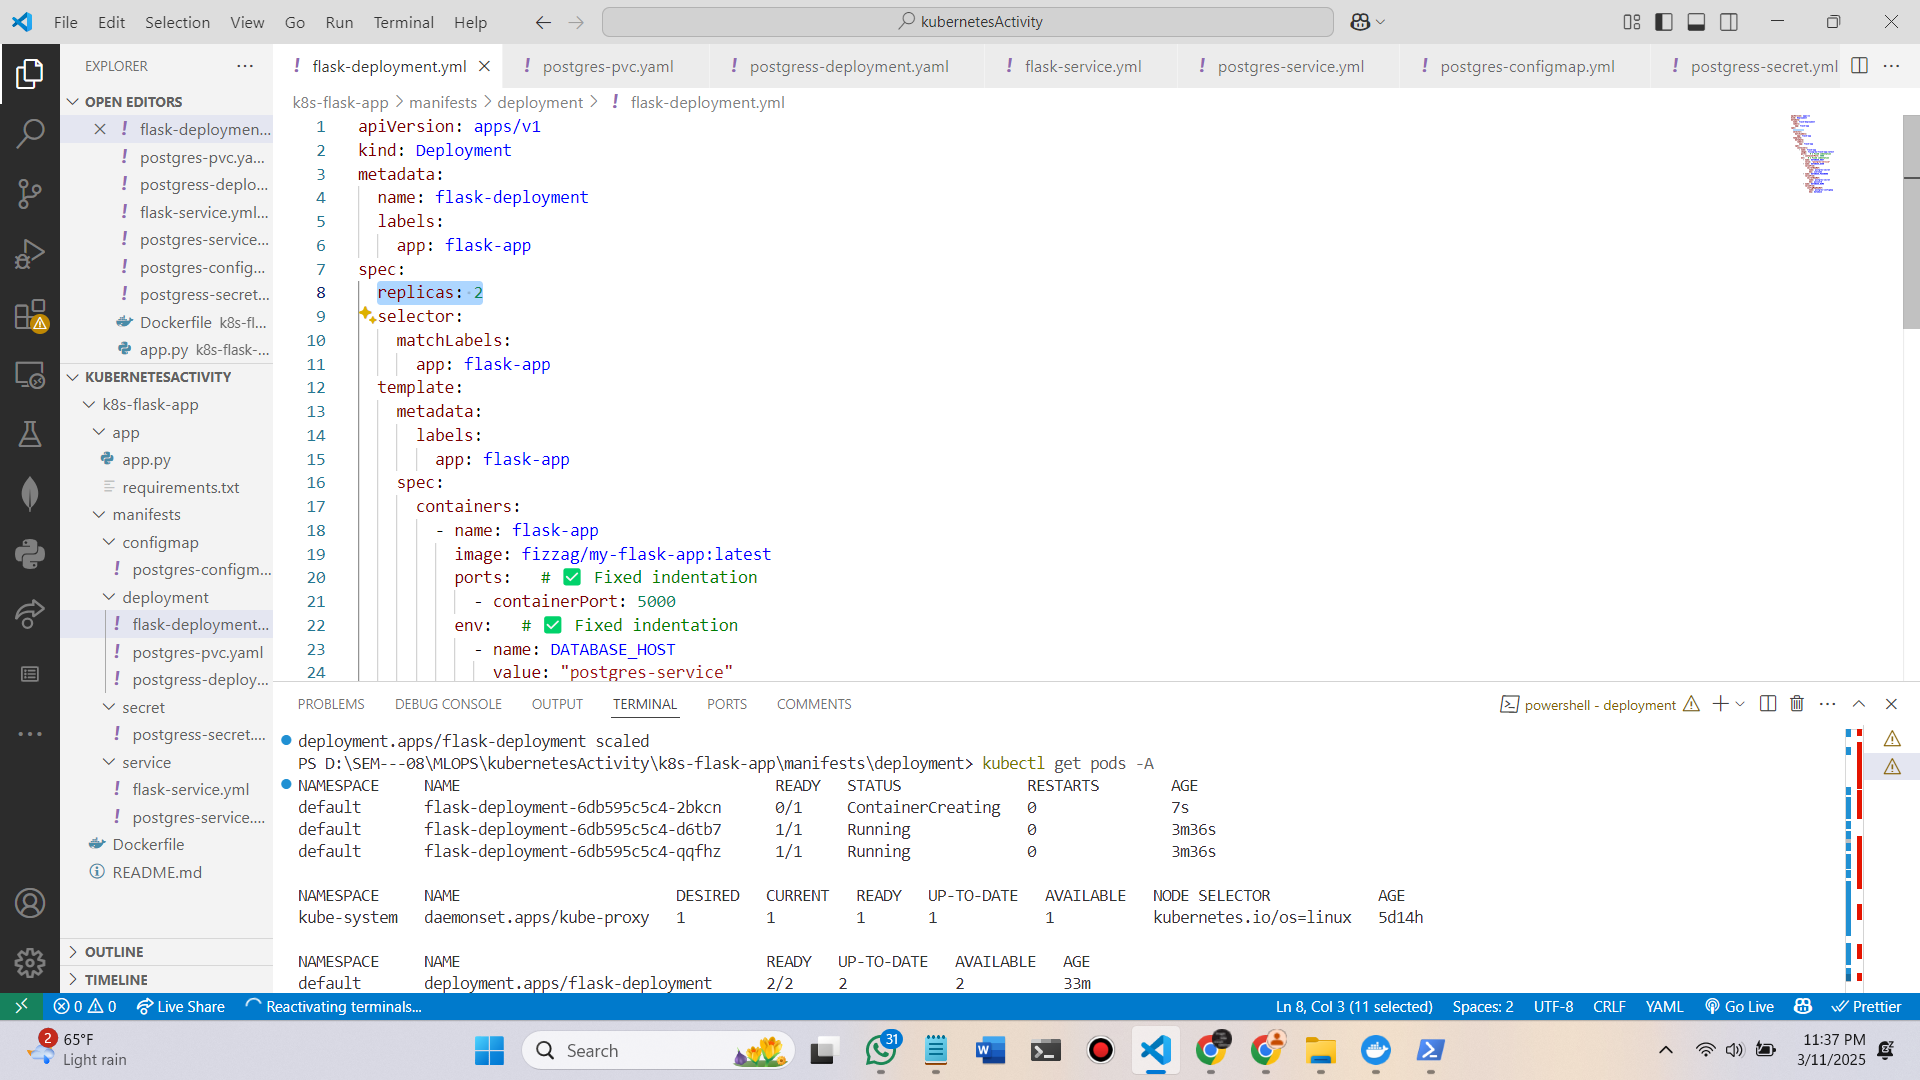 File Edit Selection View Go Run Terminal Help
kubernetesActivity
EXPLORER
flask-deployment.yml
postgres-pvc.yaml
postgress-deployment.yaml
flask-service.yml
postgres-service.yml
postgres-configmap.yml
postgress-secret.yml
k8s-flask-app > manifests > deployment > ! flask-deployment.yml
OPEN EDITORS
flask-deploymen...
postgres-pvc.ya...
postgress-deplo...
flask-service.yml...
postgres-service...
postgres-config...
postgress-secret...
Dockerfile k8s-fl...
app.py k8s-flask-...
KUBERNETESACTIVITY
k8s-flask-app
app
app.py
requirements.txt
manifests
configmap
postgres-configm...
deployment
flask-deployment...
postgres-pvc.yaml
postgress-deploy...
secret
postgress-secret....
service
flask-service.yml
postgres-service....
Dockerfile
README.md
OUTLINE
TIMELINE
1 apiVersion: apps/v1
2 kind: Deployment
3 metadata:
4 name: flask-deployment
5 labels:
6 app: flask-app
7 spec:
8 replicas: 2
9 selector:
10 matchLabels:
11 app: flask-app
12 template:
13 metadata:
14 labels:
15 app: flask-app
16 spec:
17 containers:
18 - name: flask-app
19 image: fizzag/my-flask-app:latest
20 ports: # ✅ Fixed indentation
21 - containerPort: 5000
22 env: # ✅ Fixed indentation
23 - name: DATABASE_HOST
24 value: "postgres-service"
PROBLEMS DEBUG CONSOLE OUTPUT TERMINAL PORTS COMMENTS
powershell - deployment
deployment.apps/flask-deployment scaled
PS D:\SEM---08\MLOPS\kubernetesActivity\k8s-flask-app\manifests\deployment> kubectl get pods -A
NAMESPACE NAME READY STATUS RESTARTS AGE
default flask-deployment-6db595c5c4-2bkcn 0/1 ContainerCreating 0 7s
default flask-deployment-6db595c5c4-d6tb7 1/1 Running 0 3m36s
default flask-deployment-6db595c5c4-qqfhz 1/1 Running 0 3m36s
NAMESPACE NAME DESIRED CURRENT READY UP-TO-DATE AVAILABLE NODE SELECTOR AGE
kube-system daemonset.apps/kube-proxy 1 1 1 1 1 kubernetes.io/os=linux 5d14h
NAMESPACE NAME READY UP-TO-DATE AVAILABLE AGE
default deployment.apps/flask-deployment 2/2 2 2 33m
0 0 Live Share Reactivating terminals...
Ln 8, Col 3 (11 selected) Spaces: 2 UTF-8 CRLF YAML Go Live Prettier
2
65°F
Light rain
Search
31
11:37 PM
3/11/2025